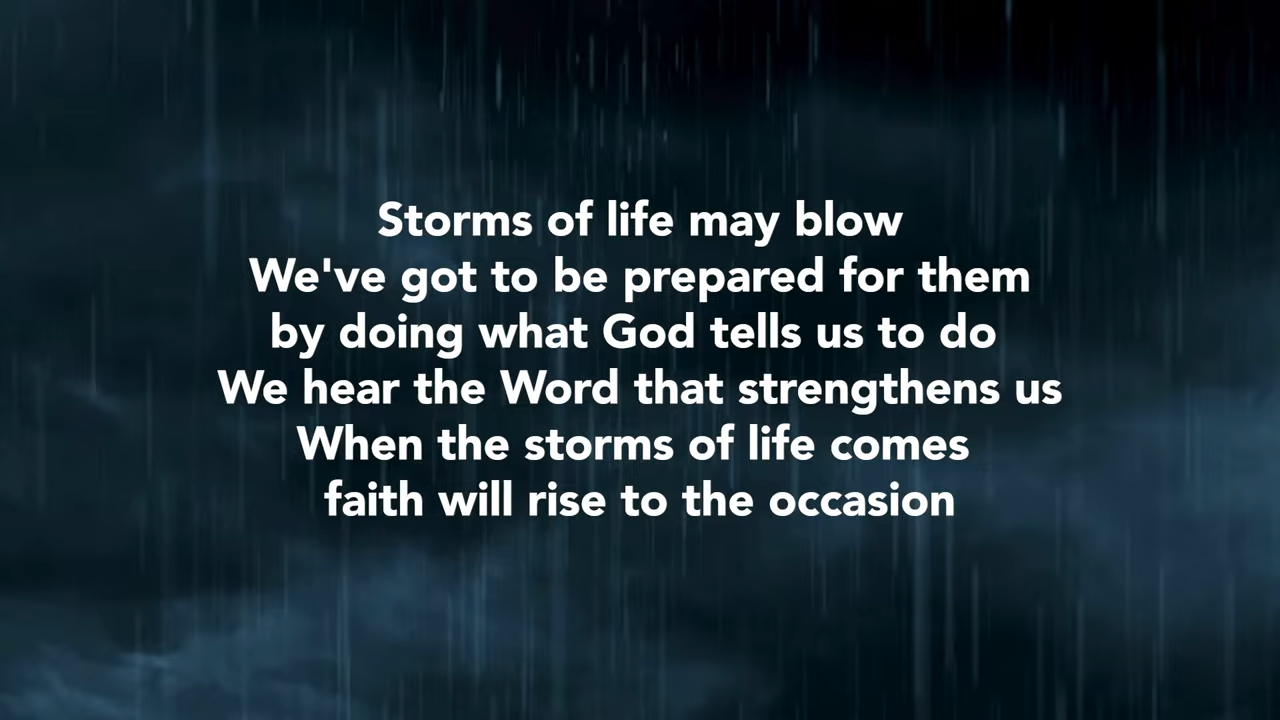 Storms of life may blow
We've got to be prepared for them
by doing what God tells us to do
We hear the Word that strengthens us
When the storms of life comes
faith will rise to the occasion